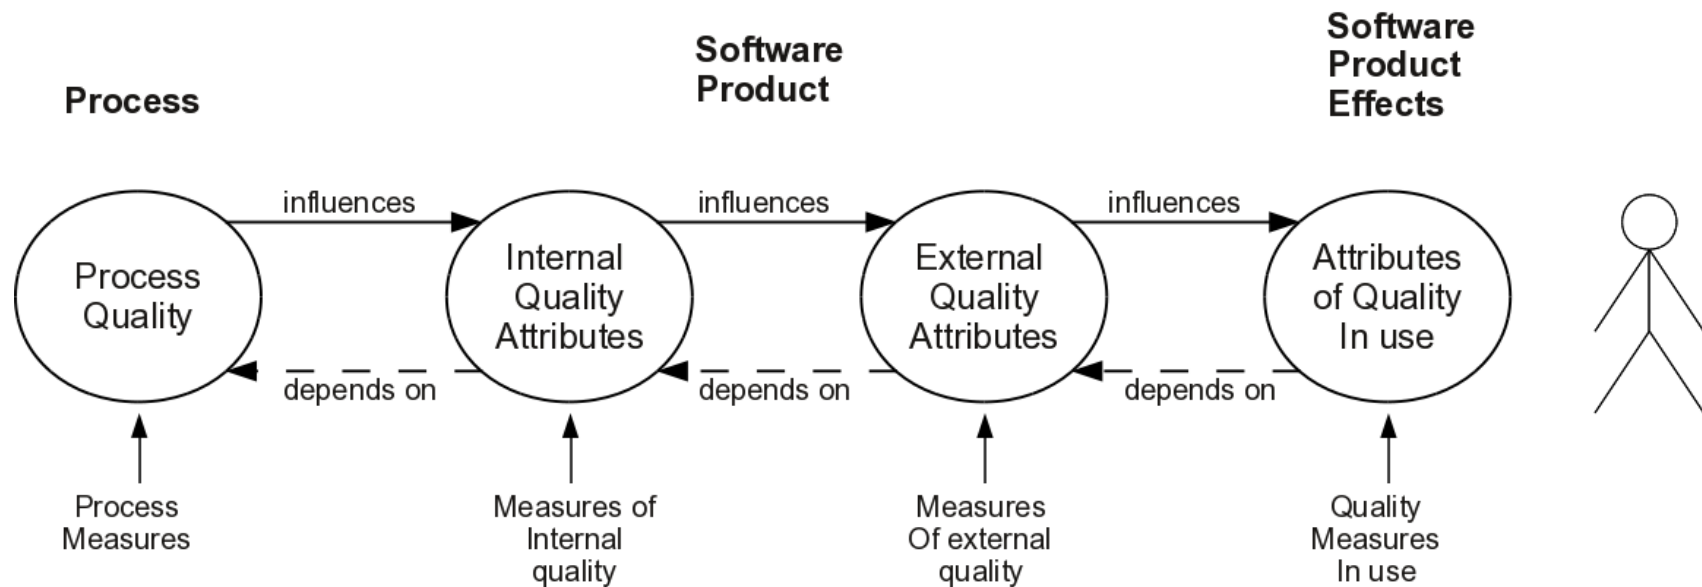 Process
Software
Product
Software
Product
Effects
influences
influences
influences
Process
Quality
Internal
Quality
Attributes
External
Quality
Attributes
Attributes
of Quality
In use
depends on
depends on
depends on
Process
Measures
Measures of
Internal
quality
Measures
Of external
quality
Quality
Measures
In use